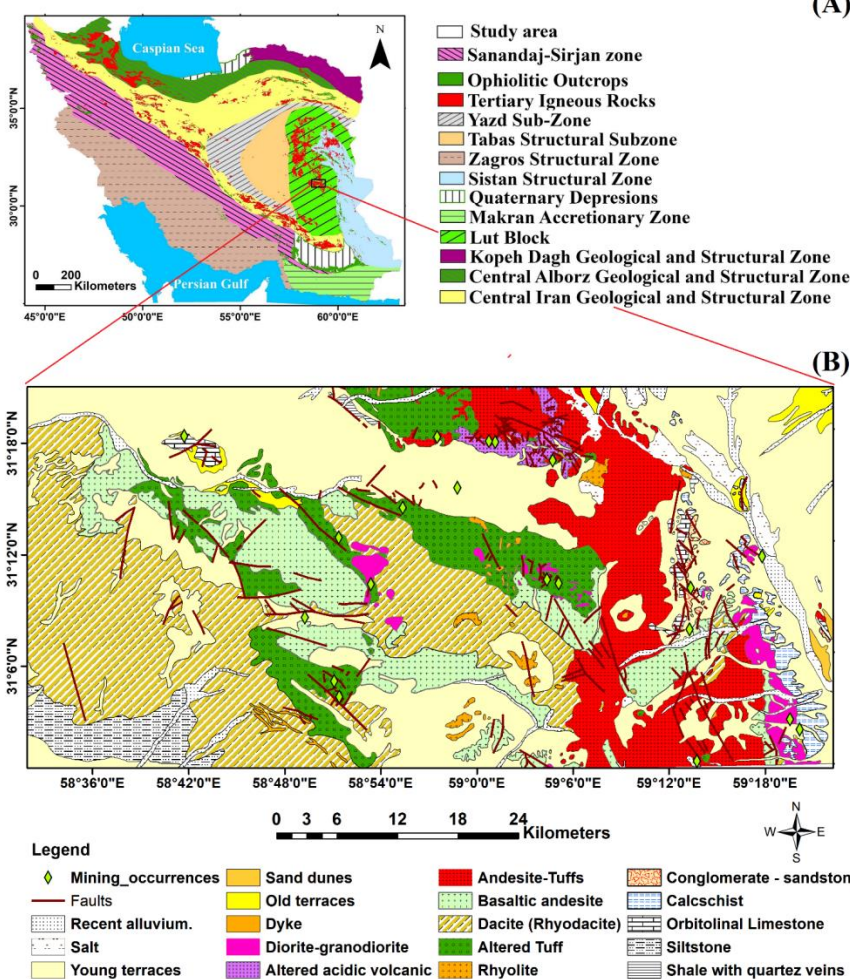 (A)
Caspian Sea
N
35°0'0"N
30°0'0"N
0 200
Kilometers
Persian Gulf
45°0'0"E 50°0'0"E 55°0'0"E 60°0'0"E
Study area
Sanandaj-Sirjan zone
Ophiolitic Outcrops
Tertiary Igneous Rocks
Yazd Sub-Zone
Tabas Structural Subzone
Zagros Structural Zone
Sistan Structural Zone
Quaternary Depresions
Makran Accretionary Zone
Lut Block
Kopeh Dagh Geological and Structural Zone
Central Alborz Geological and Structural Zone
Central Iran Geological and Structural Zone
(B)
31°18'0"N
31°12'0"N
31°6'0"N
58°36'0"E 58°42'0"E 58°48'0"E 58°54'0"E 59°0'0"E 59°6'0"E 59°12'0"E 59°18'0"E
0 1.5 3 6 12 18 24
Kilometers
N
W E
S
Legend
Mining_occurrences
Faults
Recent alluvium.
Salt
Young terraces
Sand dunes
Old terraces
Dyke
Diorite-granodiorite
Altered acidic volcanic
Andesite-Tuffs
Basaltic andesite
Dacite (Rhyodacite)
Altered Tuff
Rhyolite
Conglomerate - sandston
Calcschist
Orbitolinal Limestone
Siltstone
Shale with quartez veins